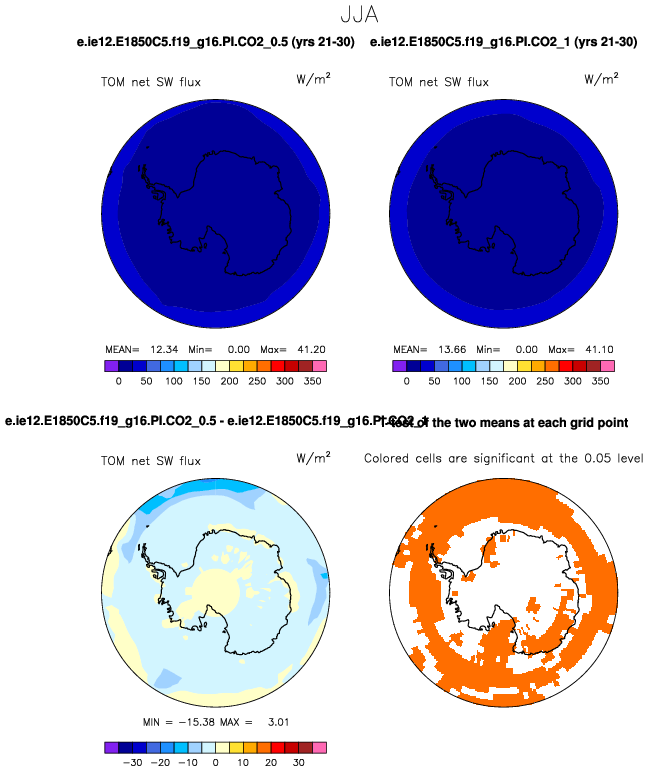 JJA
e.ie12.E1850C5.f19_g16.PI.CO2_0.5 (yrs 21-30)
e.ie12.E1850C5.f19_g16.PI.CO2_1 (yrs 21-30)
TOM net SW flux W/m²
TOM net SW flux W/m²
MEAN= 12.34 Min= 0.00 Max= 41.20
MEAN= 13.66 Min= 0.00 Max= 41.10
0 50 100 150 200 250 300 350
0 50 100 150 200 250 300 350
e.ie12.E1850C5.f19_g16.PI.CO2_0.5 - e.ie12.E1850C5.f19_g16.PI.CO2_1
T-test of the two means at each grid point
TOM net SW flux W/m²
Colored cells are significant at the 0.05 level
MIN = −15.38 MAX = 3.01
−30 −20 −10 0 10 20 30